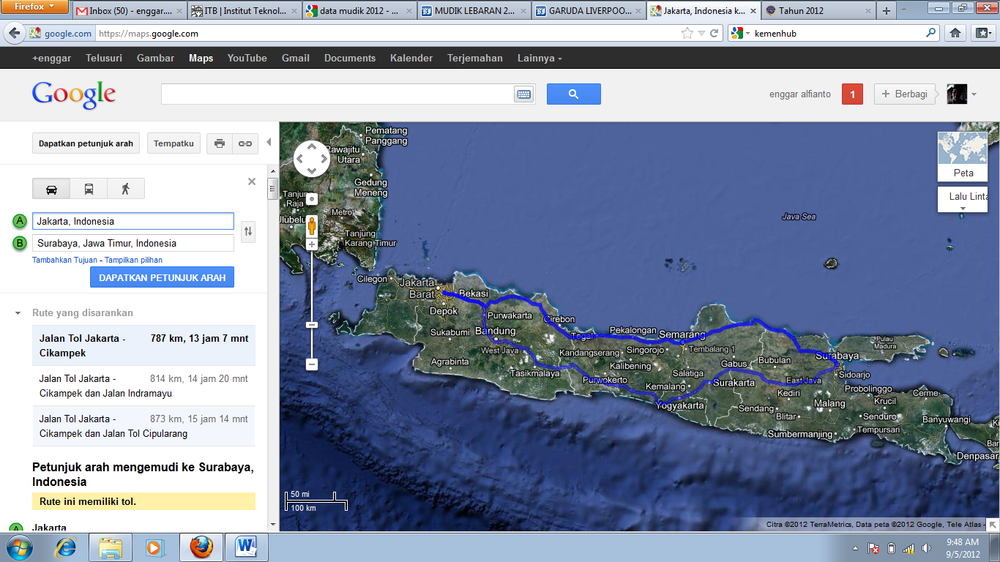 Firefox
Inbox (50) - enggar....
ITB | Institut Teknol...
data mudik 2012 - ...
MUDIK LEBARAN 2...
GARUDA LIVERPOO...
Jakarta, Indonesia k...
Tahun 2012
google.com
https://maps.google.com
kemenhub
+enggar Telusuri Gambar Maps YouTube Gmail Documents Kalender Terjemahan Lainnya
Google
enggar alfianto
1
+ Berbagi
Dapatkan petunjuk arah
Tempatku
A
Jakarta, Indonesia
B
Surabaya, Jawa Timur, Indonesia
Tambahkan Tujuan - Tampilkan pilihan
DAPATKAN PETUNJUK ARAH
Rute yang disarankan
Jalan Tol Jakarta - 787 km, 13 jam 7 mnt
Cikampek
Jalan Tol Jakarta - 814 km, 14 jam 20 mnt
Cikampek dan Jalan Indramayu
Jalan Tol Jakarta - 873 km, 15 jam 14 mnt
Cikampek dan Jalan Tol Cipularang
Petunjuk arah mengemudi ke Surabaya,
Indonesia
Rute ini memiliki tol.
A
Jakarta
Pematang
Panggang
Rawajitu
Utara
Gedung
Meneng
Tanjung
Raja
Metro
Tanjung
Karang Timur
Java Sea
Peta
Lalu Linta
Cilegon
Jakarta
Barat
Bekasi
Depok
Purwakarta
Cirebon
Sukabumi
Bandung
West Java
Tegal
Pekalongan
Semarang
Tembalang 1
Kandangserang
Singorojo
Agrabinta
Tasikmalaya
Kalibening
Salatiga
Gabus
Bubulan
Surabaya
Pulau
Madura
Sidoarjo
Purwokerto
Kemalang
Surakarta
East Java
Probolinggo
Yogyakarta
Kediri
Malang
Krucil
Cerme
Sendang
Blitar
Senduro
Banyuwangi
Sumbermanjing
Tempursari
Denpasar
50 mi
100 km
Citra ©2012 TerraMetrics, Data peta ©2012 Google, Tele Atlas -
9:48 AM
9/5/2012